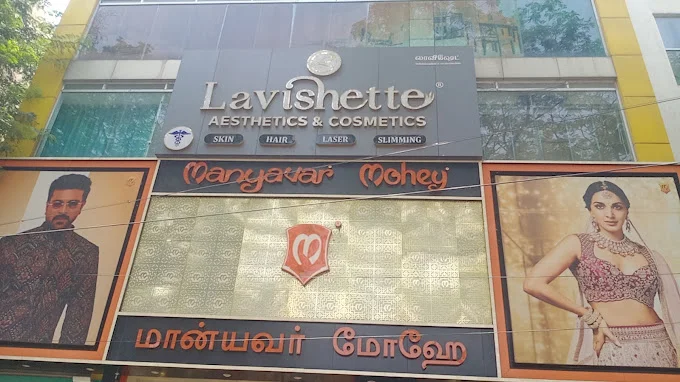 லாவிஷெட்
Lavishette®
AESTHETICS & COSMETICS
SKIN HAIR LASER SLIMMING
Manyavar Mohey
M
மான்யவர் மோஹே